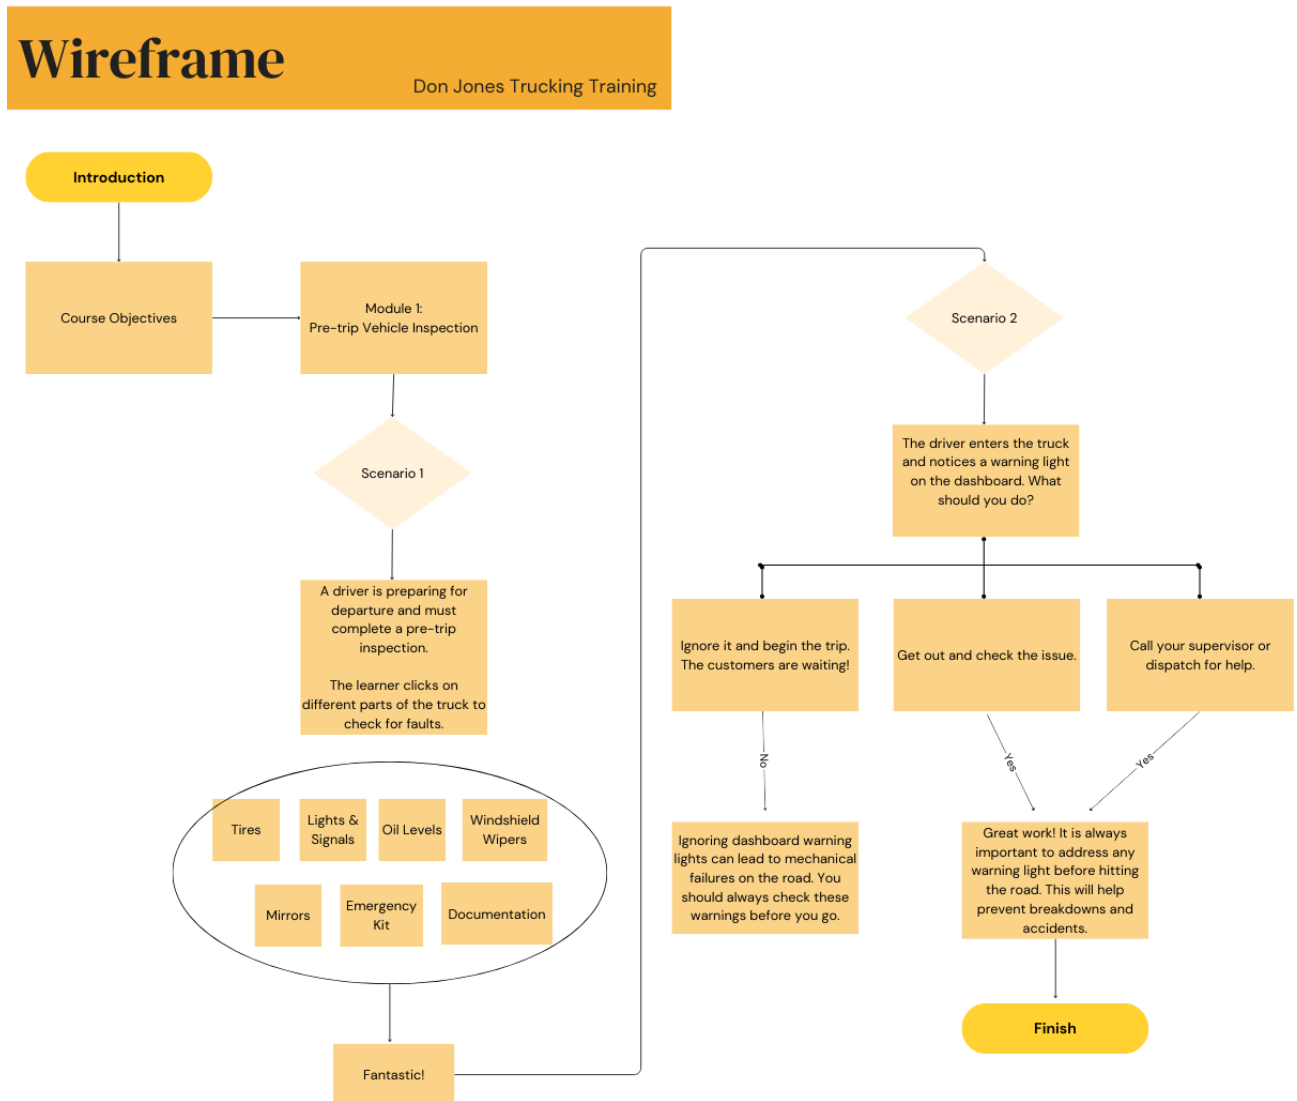 Wireframe
Don Jones Trucking Training
Introduction
Course Objectives
Module 1:
Pre-trip Vehicle Inspection
Scenario 1
A driver is preparing for
departure and must
complete a pre-trip
inspection.
The learner clicks on
different parts of the truck to
check for faults.
Tires
Lights &
Signals
Oil Levels
Windshield
Wipers
Mirrors
Emergency
Kit
Documentation
Fantastic!
Scenario 2
The driver enters the truck
and notices a warning light
on the dashboard. What
should you do?
Ignore it and begin the trip.
The customers are waiting!
Get out and check the issue.
Call your supervisor or
dispatch for help.
No
Yes
Yes
Ignoring dashboard warning
lights can lead to mechanical
failures on the road. You
should always check these
warnings before you go.
Great work! It is always
important to address any
warning light before hitting
the road. This will help
prevent breakdowns and
accidents.
Finish